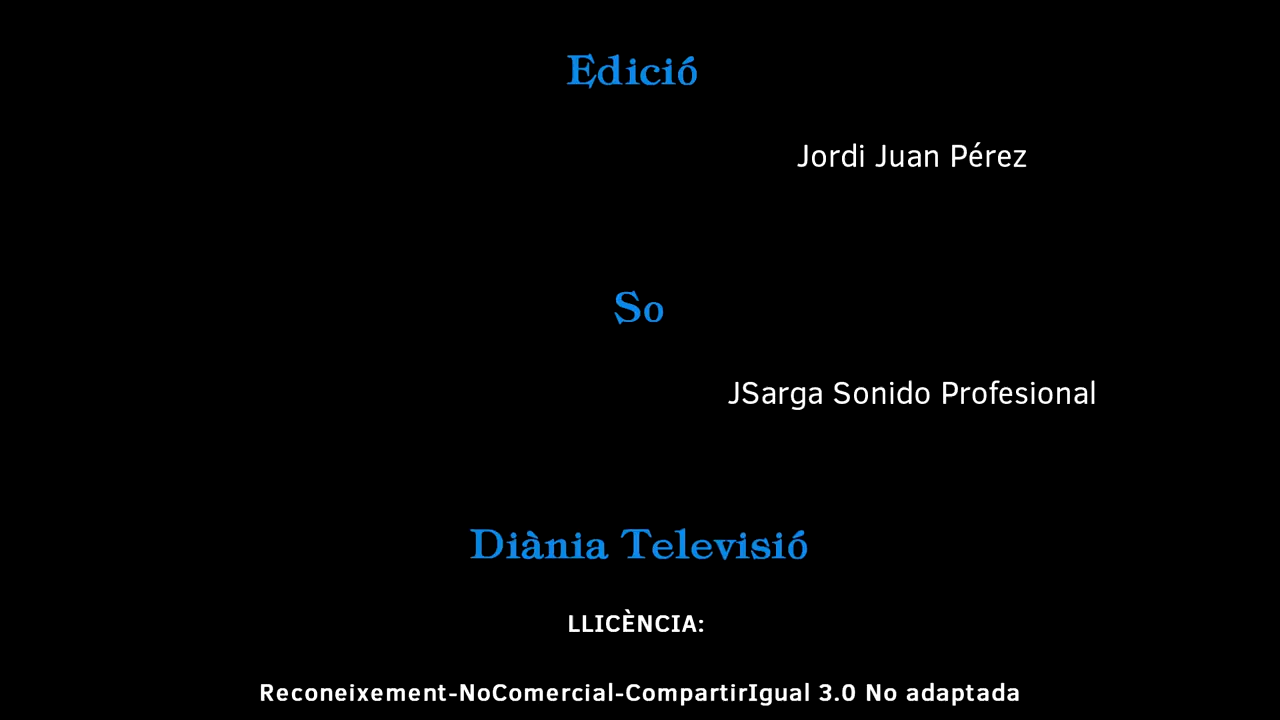 Edició
Jordi Juan Pérez
So
JSarga Sonido Profesional
Diània Televisió
LLICÈNCIA:
Reconeixement-NoComercial-CompartirIgual 3.0 No adaptada